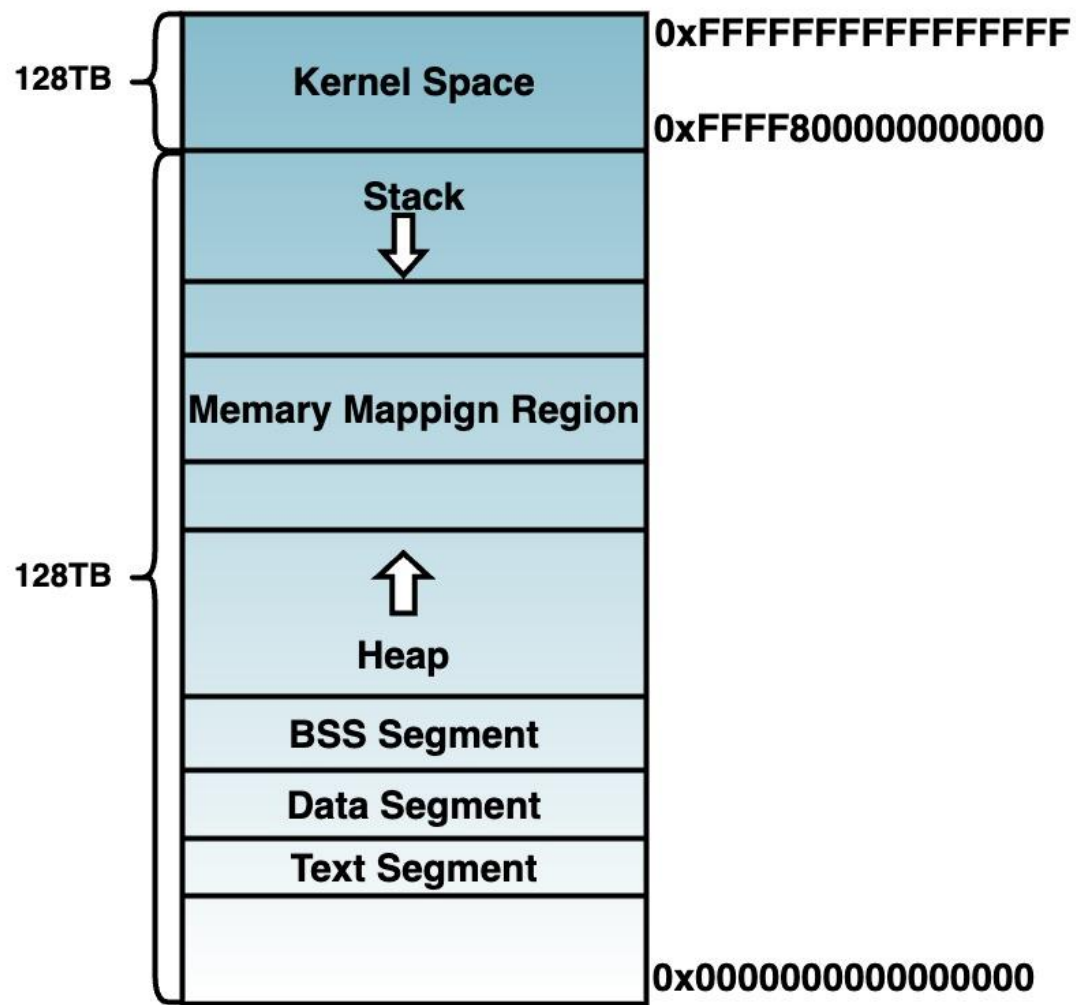 0xFFFFFFFFFFFFFFFF
128TB
Kernel Space
0xFFFF800000000000
Stack
Memary Mappign Region
128TB
Heap
BSS Segment
Data Segment
Text Segment
0x0000000000000000